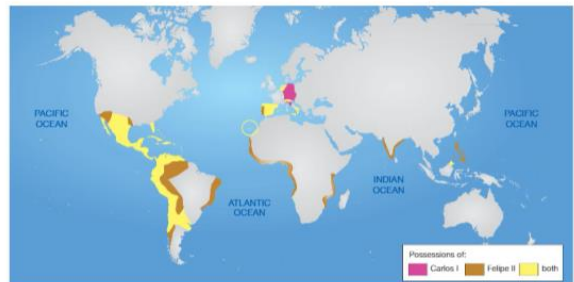 PACIFIC
OCEAN
PACIFIC
OCEAN
INDIAN
OCEAN
ATLANTIC
OCEAN
Possessions of:
Carlos I
Felipe II
both